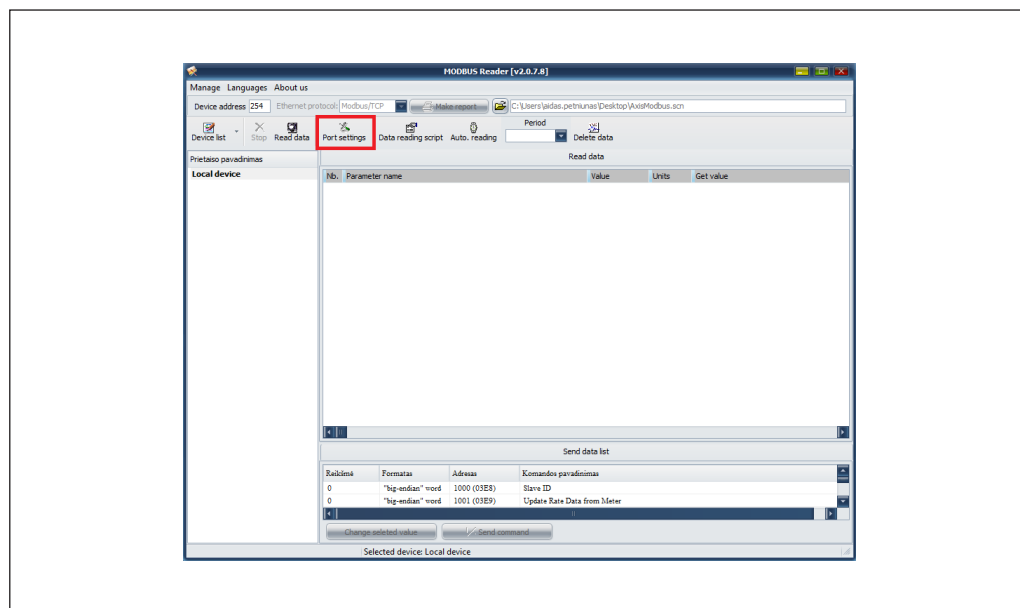 MODBUS Reader [v2.0.7.8]
Manage Languages About us
Device address 254 Ethernet protocol: Modbus/TCP Make report C:\Users\aidas.petniunas\Desktop\AxisModbus.scn
Device list Stop Read data Port settings Data reading script Auto. reading Period Delete data
Prietaiso pavadinimas
Local device
Read data
Nb. Parameter name Value Units Get value
Send data list
Reikšmė Formatas Adresas Komandos pavadinimas
0 "big-endian" word 1000 (03E8) Slave ID
0 "big-endian" word 1001 (03E9) Update Rate Data from Meter
Change seleted value Send command
Selected device: Local device